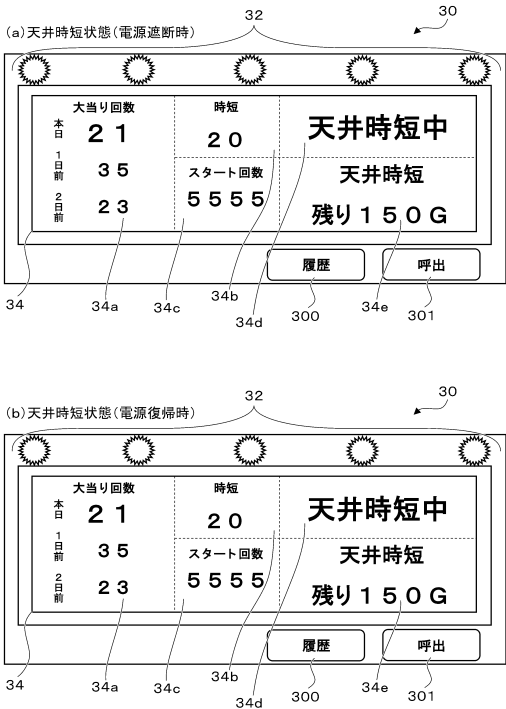 (a)天井時短状態(電源遮断時)
32
30
大当り回数
本日
21
1日前
35
2日前
23
時短
20
スタート回数
5555
天井時短中
天井時短
残り150G
履歴
呼出
34
34a
34c
34b
34d
300
34e
301
(b)天井時短状態(電源復帰時)
32
30
大当り回数
本日
21
1日前
35
2日前
23
時短
20
スタート回数
5555
天井時短中
天井時短
残り150G
履歴
呼出
34
34a
34c
34b
34d
300
34e
301